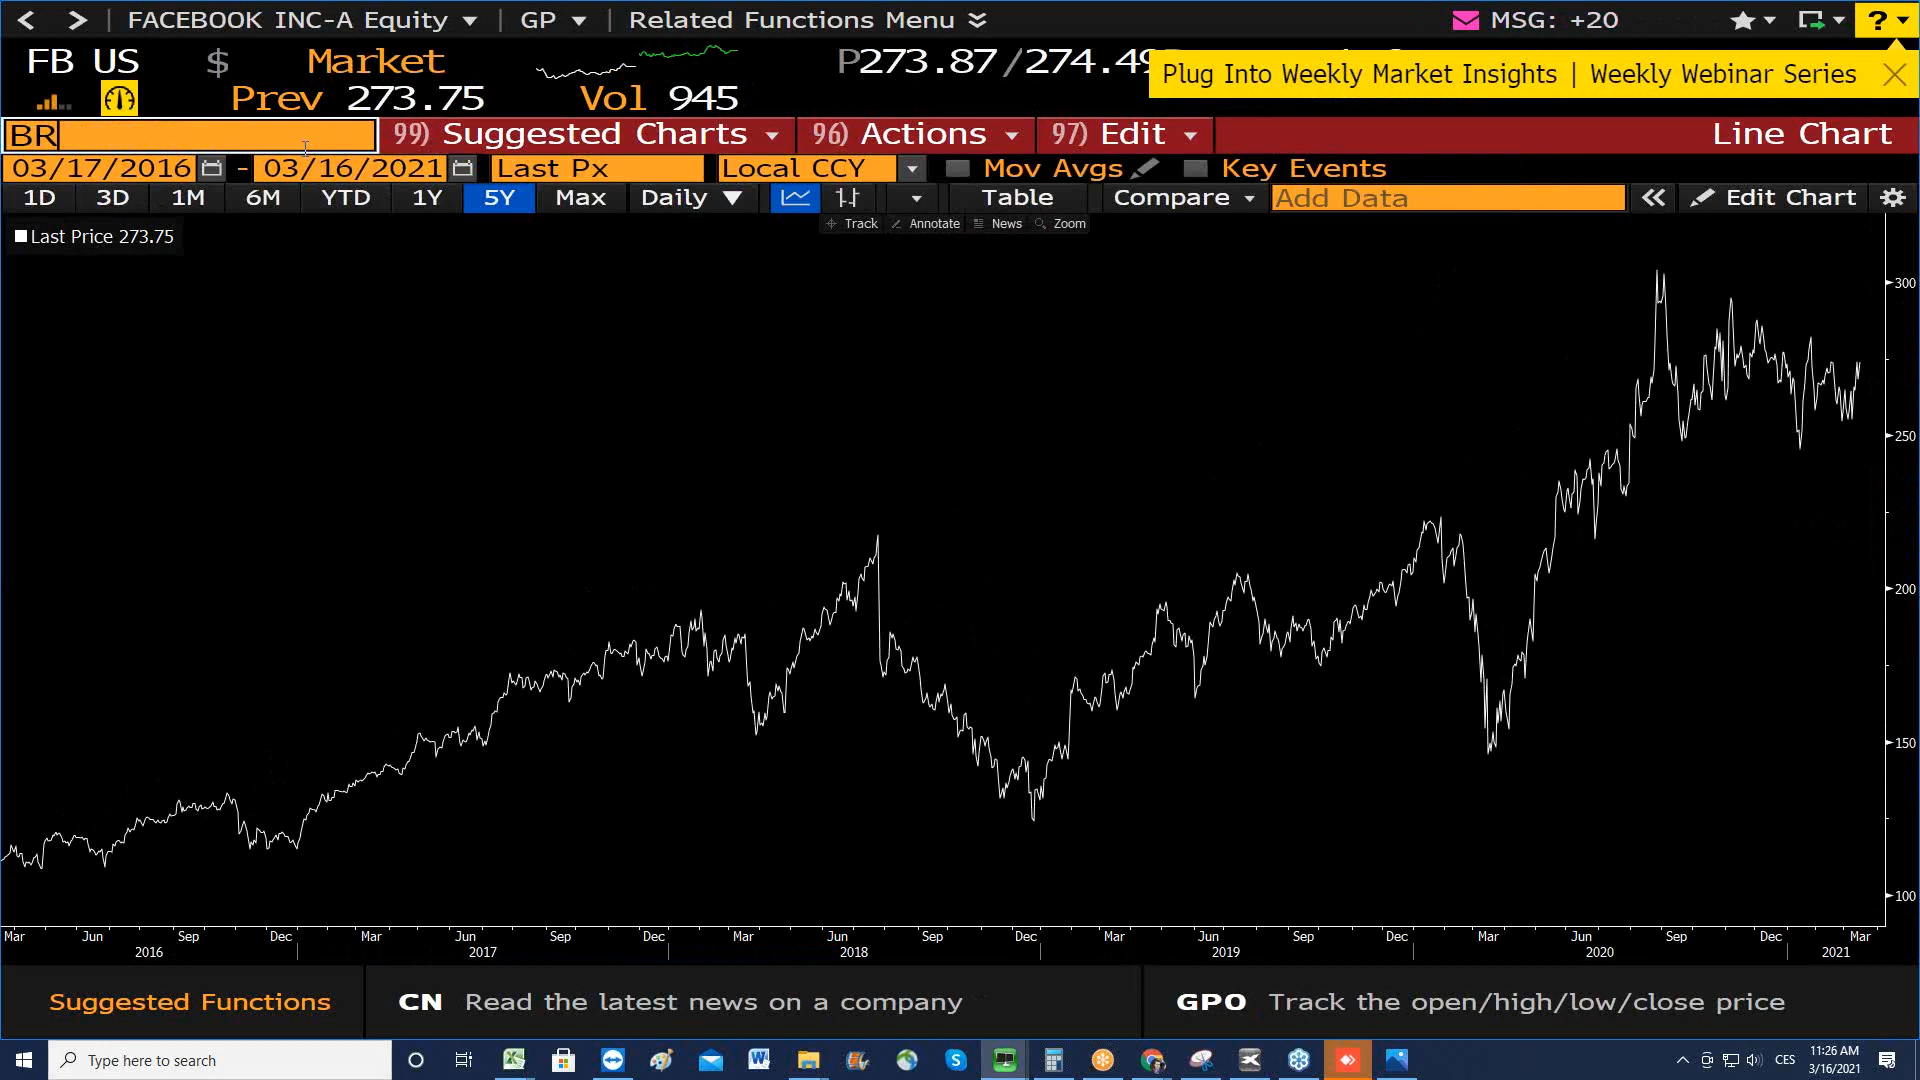 FACEBOOK INC-A Equity GP Related Functions Menu MSG: +20 ?
FB US $ Market P273.87/274.49
Plug Into Weekly Market Insights | Weekly Webinar Series
Prev 273.75 Vol 945
BR 99) Suggested Charts 96) Actions 97) Edit Line Chart
03/17/2016 - 03/16/2021 Last Px Local CCY Mov Avgs Key Events
1D 3D 1M 6M YTD 1Y 5Y Max Daily Table Compare Add Data Edit Chart
Track Annotate News Zoom
Last Price 273.75
300
250
200
150
100
Mar Jun Sep Dec Mar Jun Sep Dec Mar Jun Sep Dec Mar Jun Sep Dec Mar Jun Sep Dec Mar
2016 2017 2018 2019 2020 2021
Suggested Functions CN Read the latest news on a company GPO Track the open/high/low/close price
Type here to search CES 11:26 AM
3/16/2021